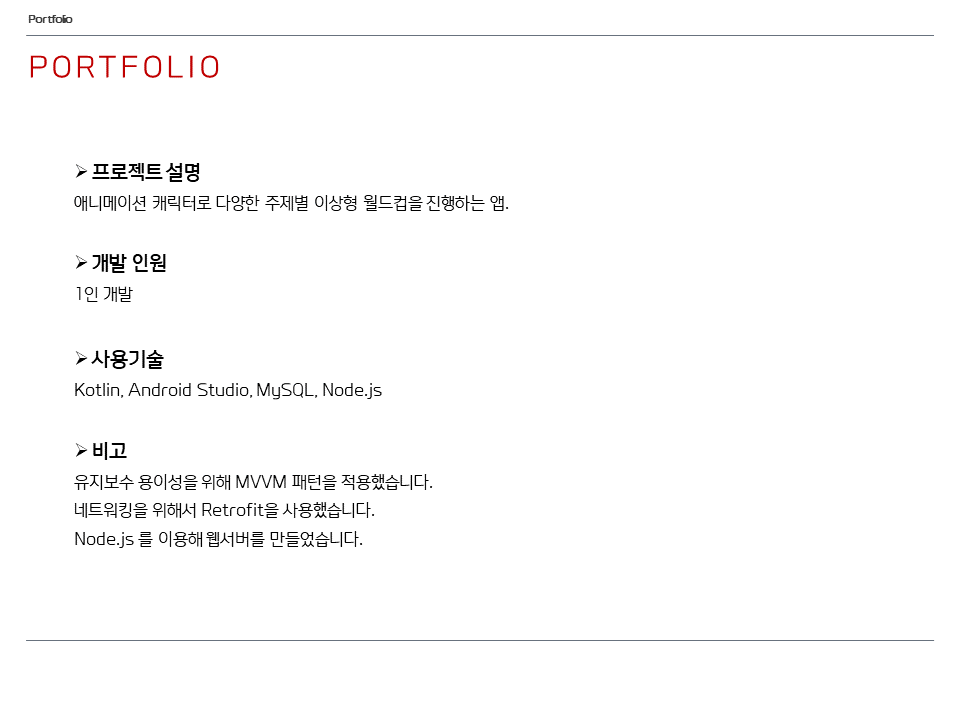 Portfolio
PORTFOLIO
➢ 프로젝트 설명
애니메이션 캐릭터로 다양한 주제별 이상형 월드컵을 진행하는 앱.
➢ 개발 인원
1인 개발
➢ 사용기술
Kotlin, Android Studio, MySQL, Node.js
➢ 비고
유지보수 용이성을 위해 MVVM 패턴을 적용했습니다.
네트워킹을 위해서 Retrofit을 사용했습니다.
Node.js 를 이용해 웹서버를 만들었습니다.